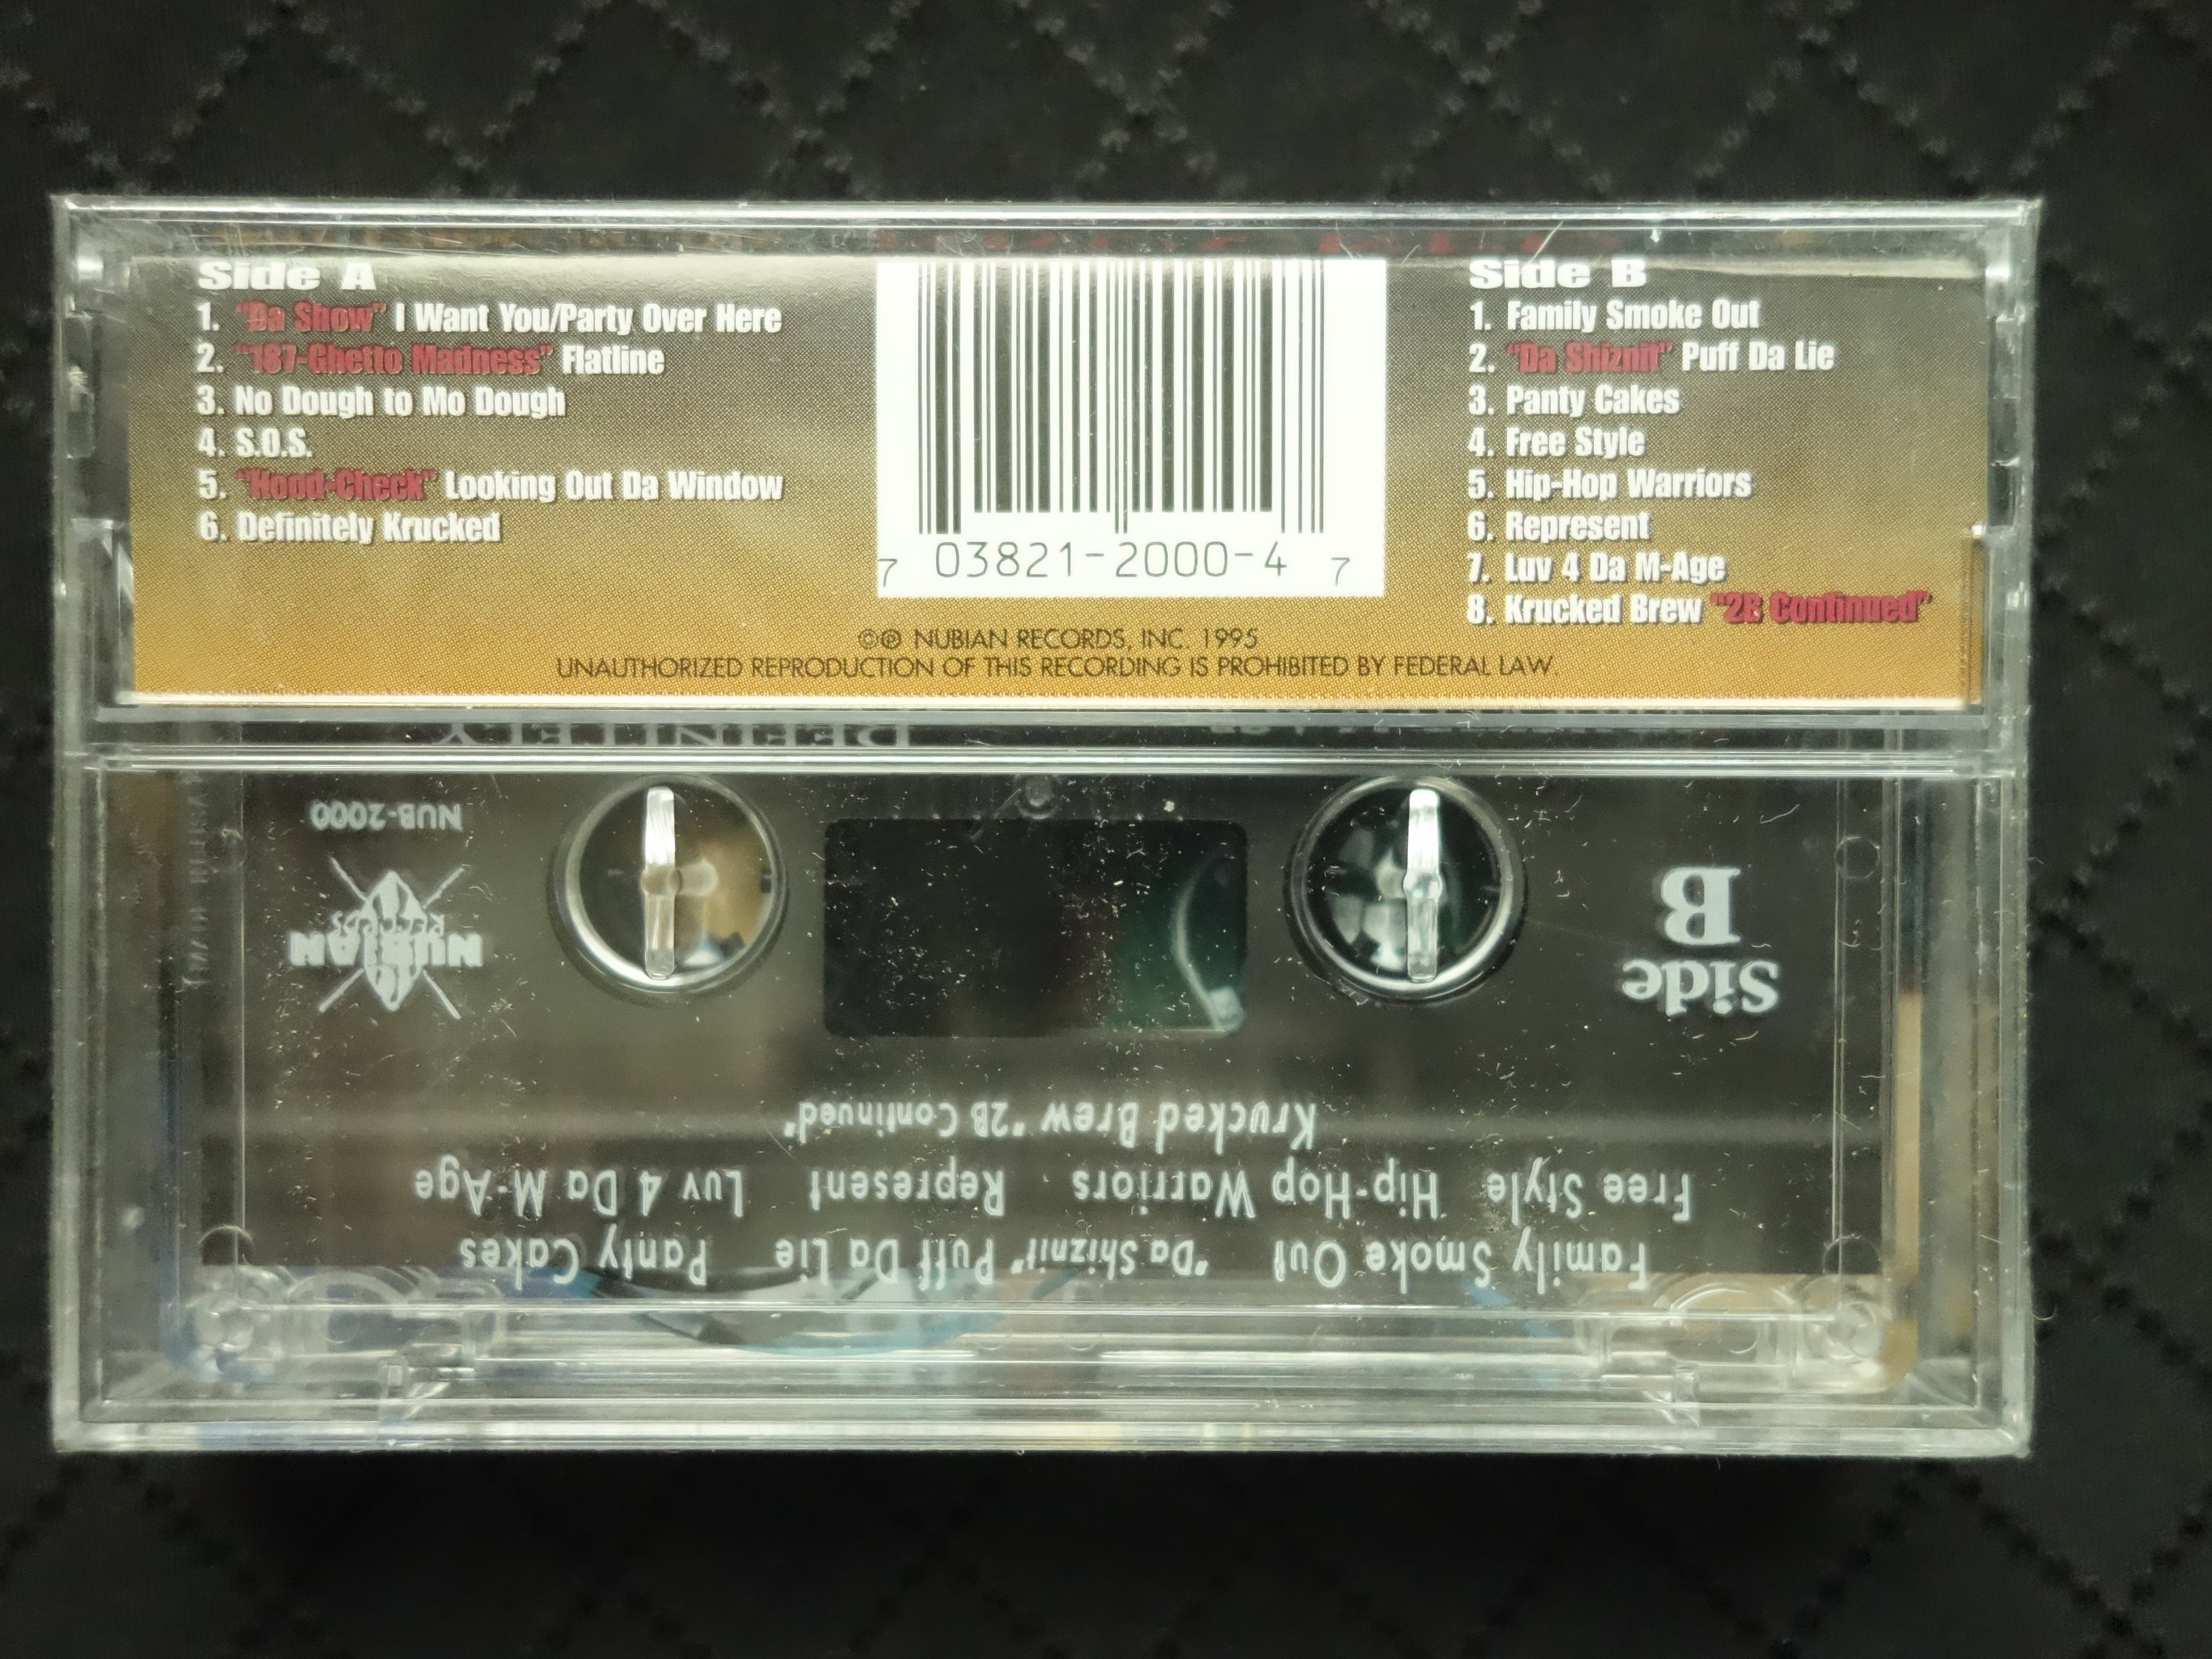 Side A
1. "Da Show" I Want You/Party Over Here
2. "187-Ghetto Madness" Flatline
3. No Dough to Mo Dough
4. S.O.S.
5. "Hood-Check" Looking Out Da Window
6. Definitely Krucked
7 03821-2000-4 7
Side B
1. Family Smoke Out
2. "Da Shiznit" Puff Da Lie
3. Panty Cakes
4. Free Style
5. Hip-Hop Warriors
6. Represent
7. Luv 4 Da M-Age
8. Krucked Brew "2B Continued"
©℗ NUBIAN RECORDS, INC. 1995
UNAUTHORIZED REPRODUCTION OF THIS RECORDING IS PROHIBITED BY FEDERAL LAW.
DEFINITELY
Family Smoke Out "Da Shiznit" Puff Da Lie Panty Cakes
Free Style Hip-Hop Warriors Represent Luv 4 Da M-Age
Krucked Brew "2B Continued"
Side
B
NUBIAN
RECORDS
NUB-2000